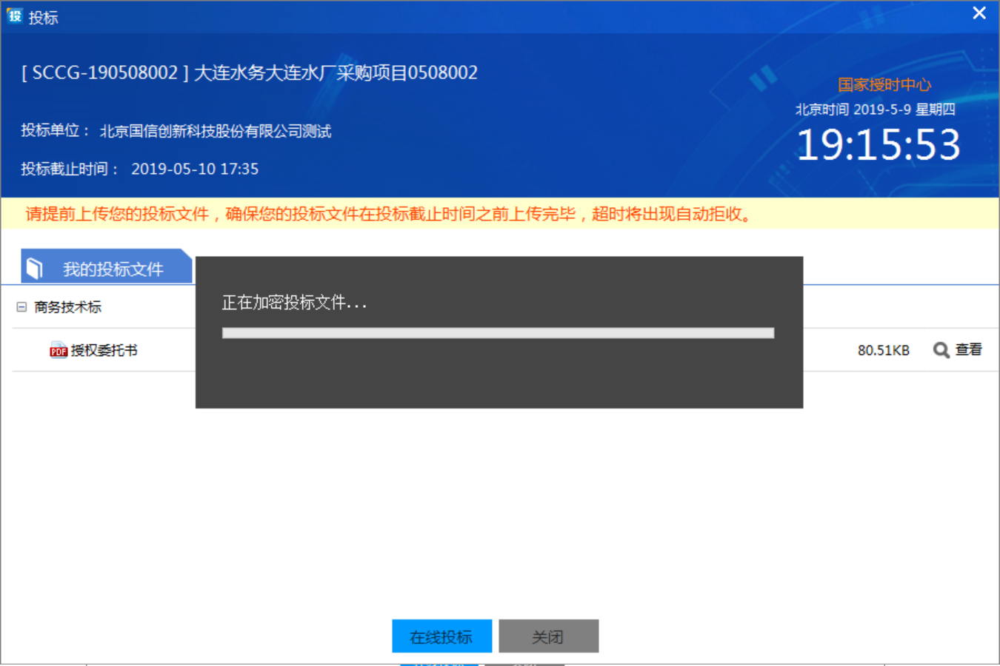 投 投标
[ SCCG-190508002 ] 大连水务大连水厂采购项目0508002
国家授时中心
北京时间 2019-5-9 星期四
19:15:53
投标单位： 北京国信创新科技股份有限公司测试
投标截止时间： 2019-05-10 17:35
请提前上传您的投标文件，确保您的投标文件在投标截止时间之前上传完毕，超时将出现自动拒收。
我的投标文件
正在加密投标文件...
商务技术标
PDF 授权委托书 80.51KB 查看
在线投标 关闭